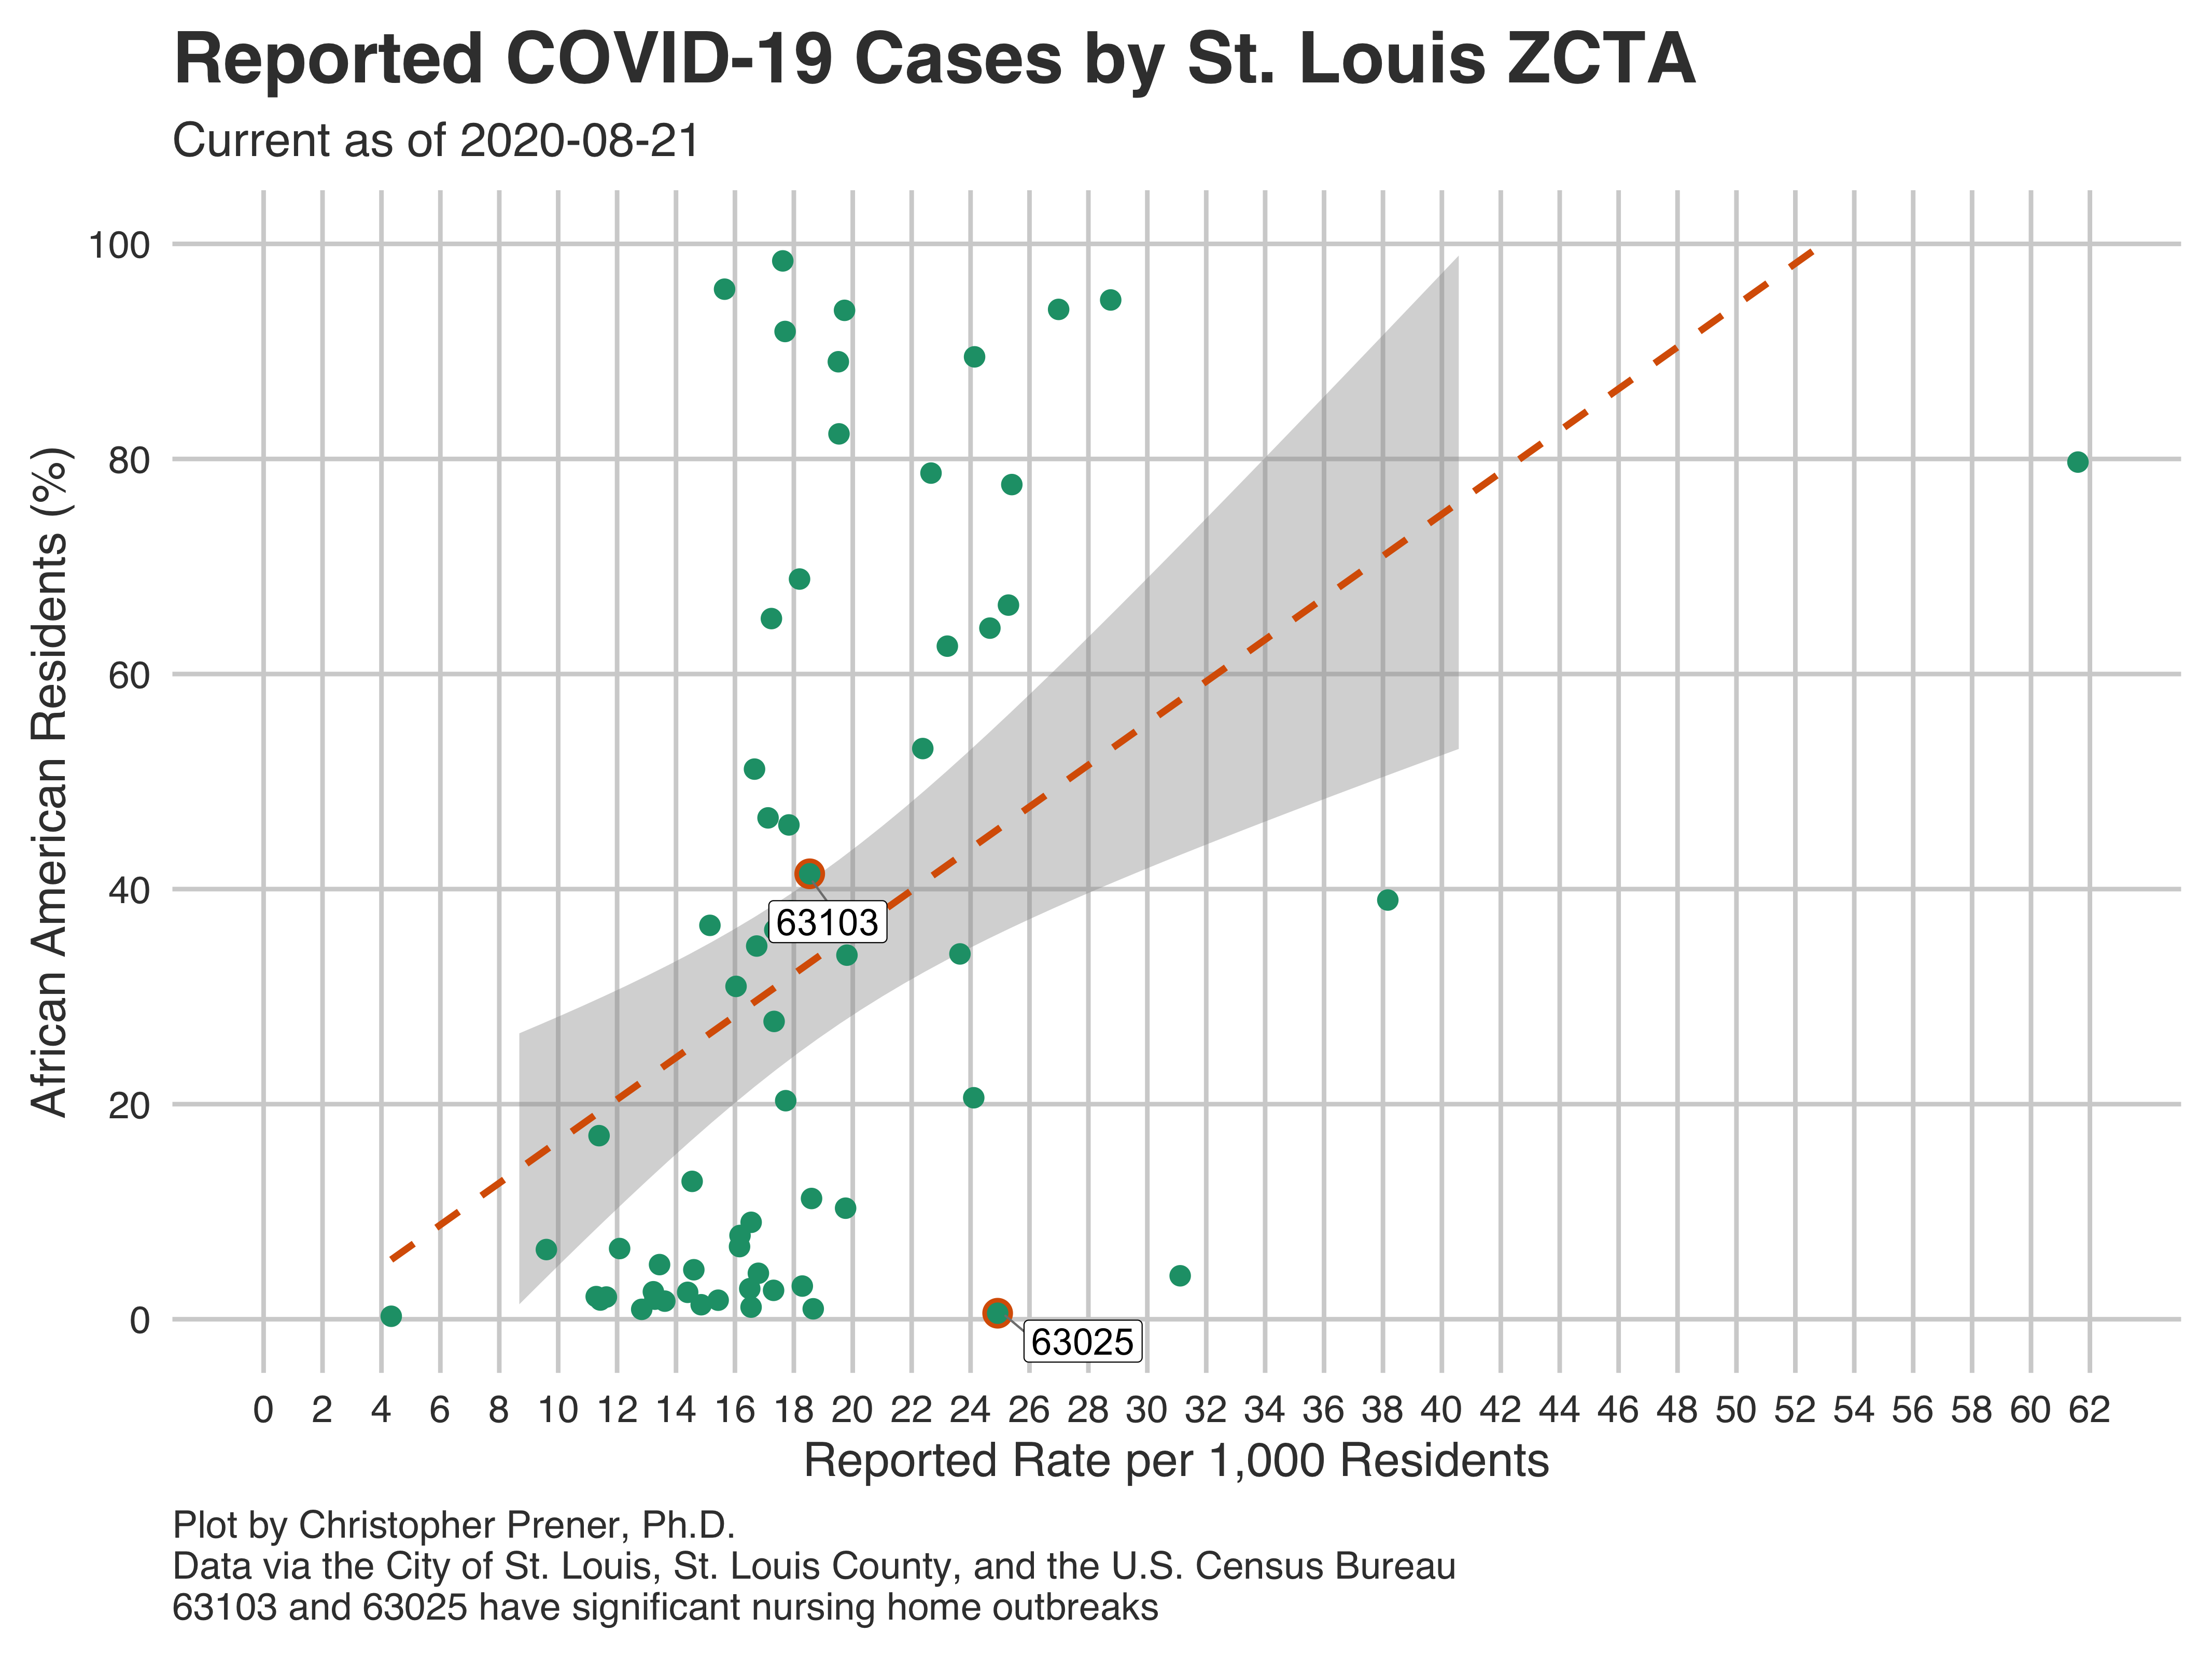 Reported COVID-19 Cases by St. Louis ZCTA
Current as of 2020-08-21
African American Residents (%)
100
80
60
40
20
0
63103
63025
0 2 4 6 8 10 12 14 16 18 20 22 24 26 28 30 32 34 36 38 40 42 44 46 48 50 52 54 56 58 60 62
Reported Rate per 1,000 Residents
Plot by Christopher Prener, Ph.D.
Data via the City of St. Louis, St. Louis County, and the U.S. Census Bureau
63103 and 63025 have significant nursing home outbreaks